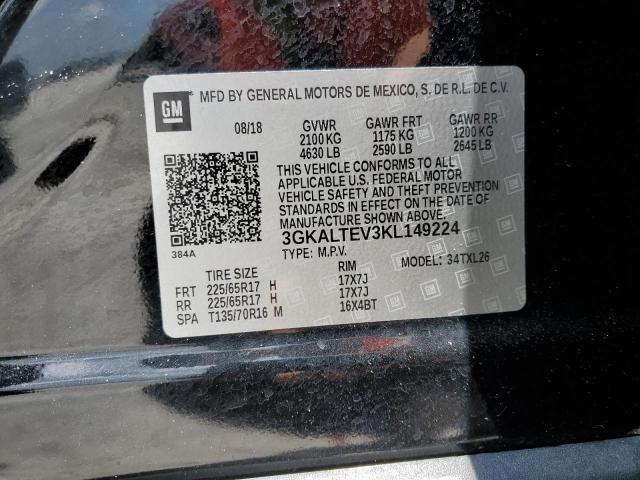 GM
MFD BY GENERAL MOTORS DE MEXICO, S. DE R.L. DE C.V.
08/18 GVWR GAWR FRT GAWR RR
2100 KG 1175 KG 1200 KG
4630 LB 2590 LB 2645 LB
THIS VEHICLE CONFORMS TO ALL
APPLICABLE U.S. FEDERAL MOTOR
VEHICLE SAFETY AND THEFT PREVENTION
STANDARDS IN EFFECT ON THE DATE OF
MANUFACTURE SHOWN ABOVE.
3GKALTEV3KL149224
384A
TYPE: M.P.V. MODEL: 34TXL26
TIRE SIZE RIM
FRT 225/65R17 H 17X7J
RR 225/65R17 H 17X7J
SPA T135/70R16 M 16X4BT